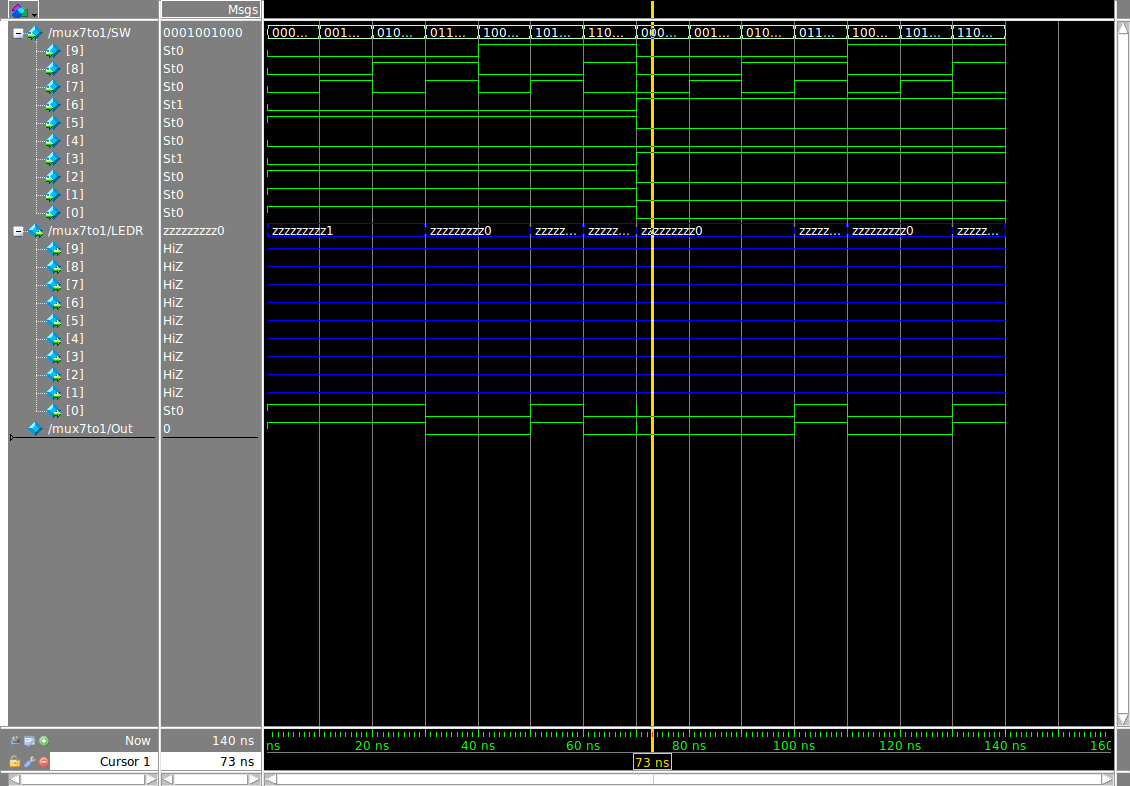 Msgs
/mux7to1/SW 0001001000 000... 001... 010... 011... 100... 101... 110... 000... 001... 010... 011... 100... 101... 110...
[9] St0
[8] St0
[7] St0
[6] St1
[5] St0
[4] St0
[3] St1
[2] St0
[1] St0
[0] St0
/mux7to1/LEDR zzzzzzzzz0 zzzzzzzzz1 zzzzzzzzz0 zzzzz... zzzzz... zzzzzzzzz0 zzzzz... zzzzzzzzz0 zzzzz...
[9] HiZ
[8] HiZ
[7] HiZ
[6] HiZ
[5] HiZ
[4] HiZ
[3] HiZ
[2] HiZ
[1] HiZ
[0] St0
/mux7to1/Out 0
Now 140 ns ns 20 ns 40 ns 60 ns 80 ns 100 ns 120 ns 140 ns 160
Cursor 1 73 ns 73 ns